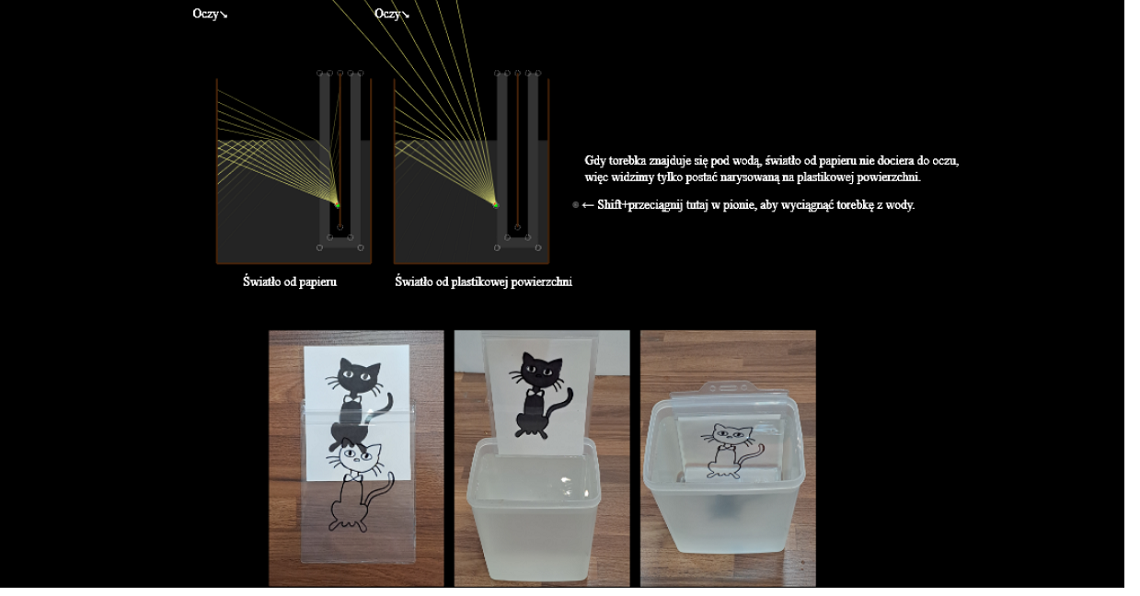 Oczy↘
Oczy↘
Gdy torebka znajduje się pod wodą, światło od papieru nie dociera do oczu,
więc widzimy tylko postać narysowaną na plastikowej powierzchni.
← Shift+przeciągnij tutaj w pionie, aby wyciągnąć torebkę z wody.
Światło od papieru
Światło od plastikowej powierzchni